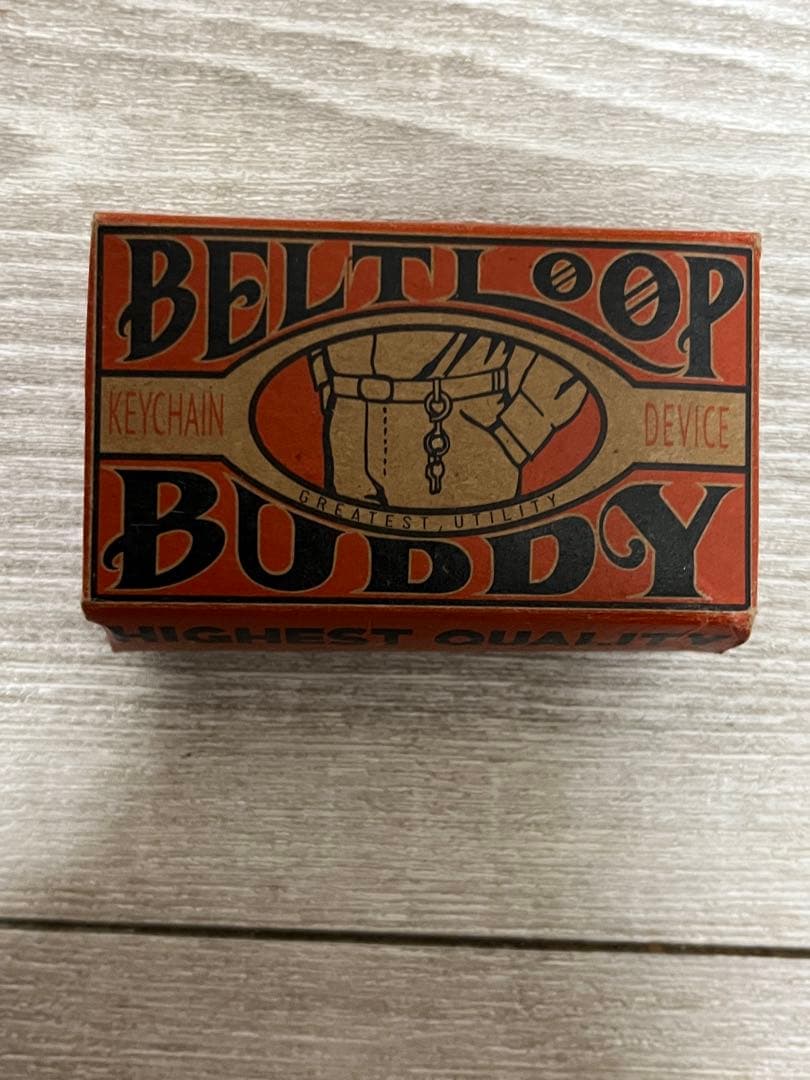 BELTLOOP
KEYCHAIN DEVICE
GREATEST, UTILITY
BUDDY
HIGHEST QUALITY